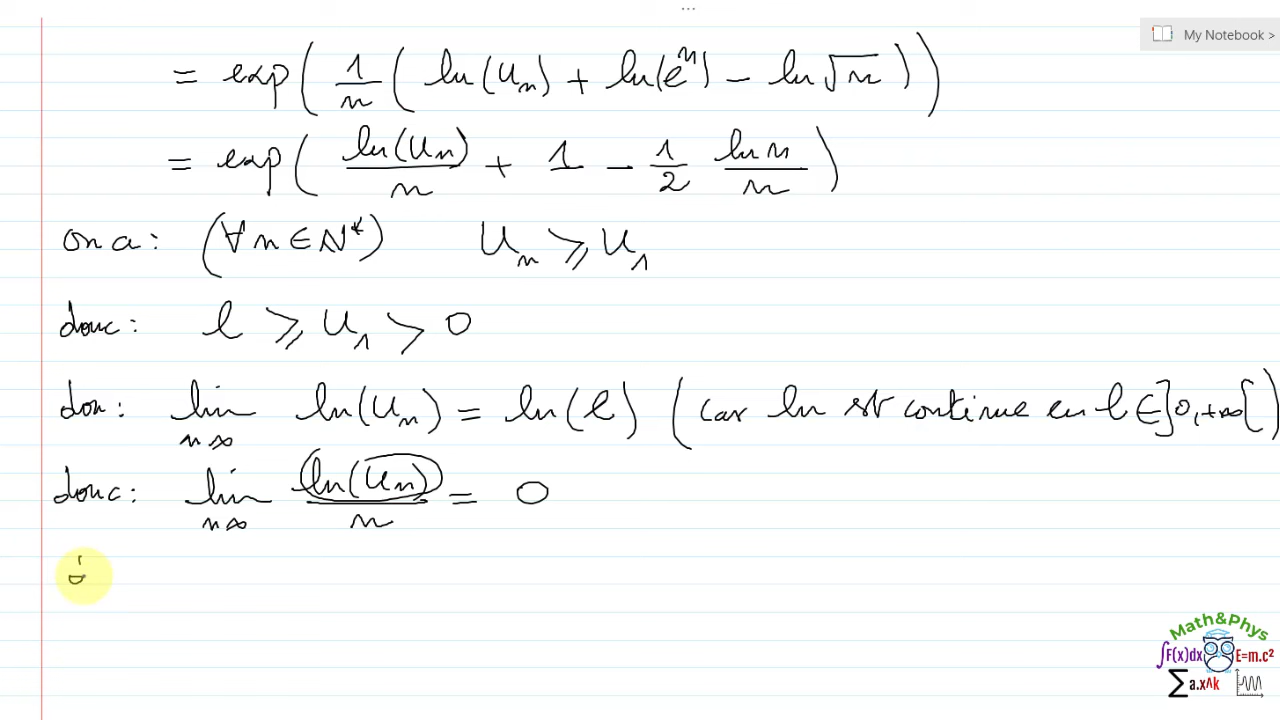 ...
My Notebook >
= exp( 1/n ( ln(Un) + ln(e^n) - ln √n ) )
= exp( ln(Un)/n + 1 - 1/2 ln n/n )
on a : (∀ n ∈ N*) Un ⩾ U1
donc : l ⩾ U1 > 0
don : lim n∞ ln(Un) = ln(l) (car ln est continue en l ∈ ]0,+∞[)
donc : lim n∞ ln(Un)/n = 0
Math&Phys
∫F(x)dx E=m.c²
∑ a.x^k